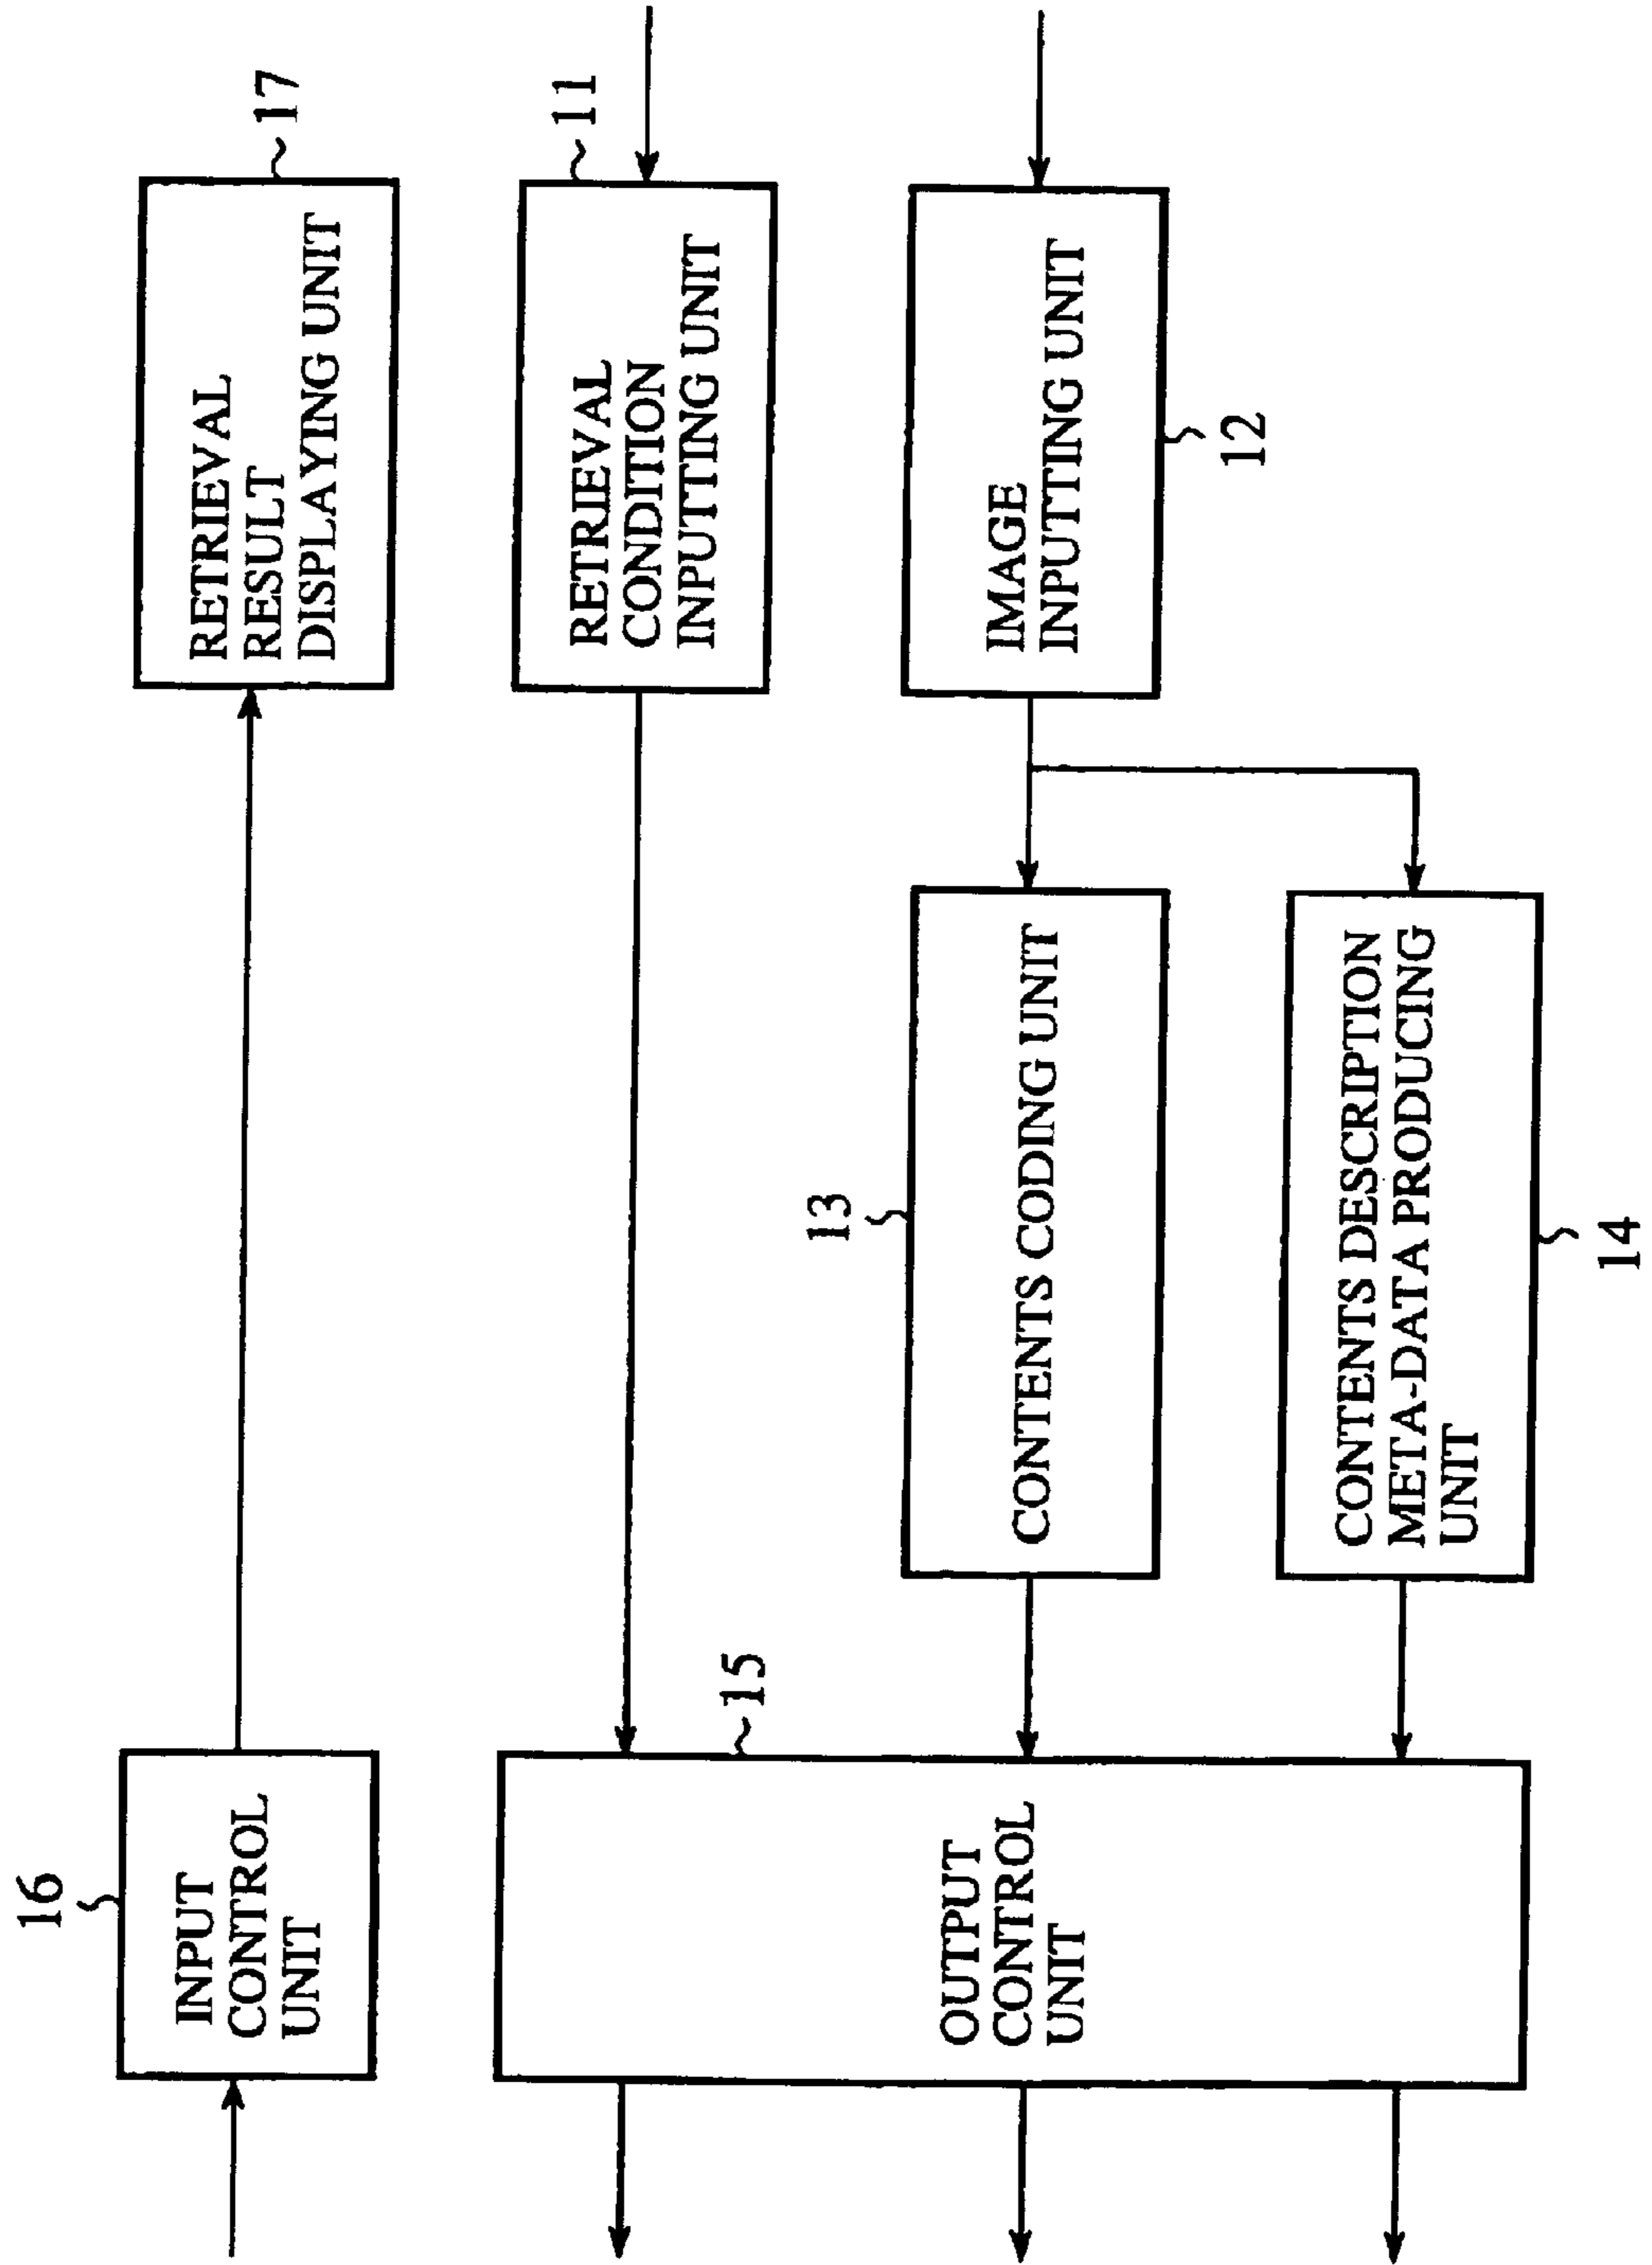 16
INPUT
CONTROL
UNIT
RETRIEVAL
RESULT
DISPLAYING UNIT
17
OUTPUT
CONTROL
UNIT
15
RETRIEVAL
CONDITION
INPUTTING UNIT
11
13
CONTENTS CODING UNIT
IMAGE
INPUTTING UNIT
12
CONTENTS DESCRIPTION
META-DATA PRODUCING
UNIT
14